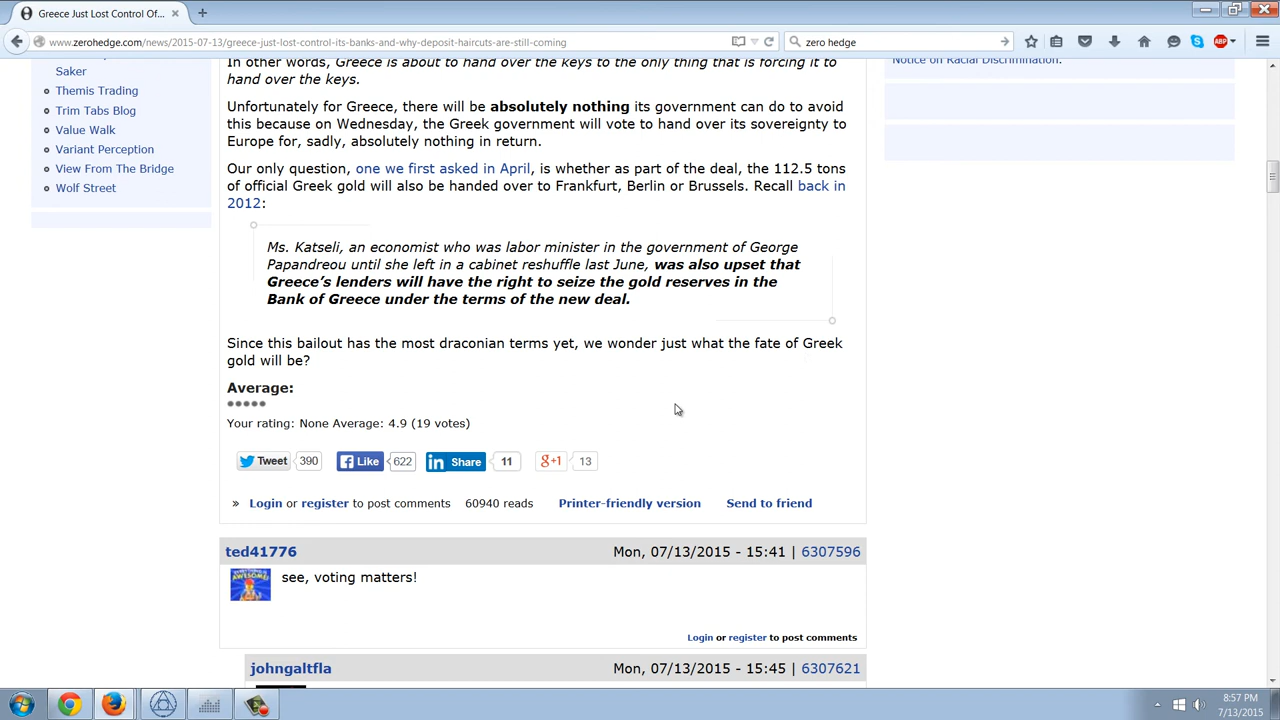 Greece Just Lost Control Of...
www.zerohedge.com/news/2015-07-13/greece-just-lost-control-its-banks-and-why-deposit-haircuts-are-still-coming
zero hedge
ABP
Saker
Themis Trading
Trim Tabs Blog
Value Walk
Variant Perception
View From The Bridge
Wolf Street
In other words, Greece is about to hand over the keys to the only thing that is forcing it to
hand over the keys.
Unfortunately for Greece, there will be absolutely nothing its government can do to avoid
this because on Wednesday, the Greek government will vote to hand over its sovereignty to
Europe for, sadly, absolutely nothing in return.
Our only question, one we first asked in April, is whether as part of the deal, the 112.5 tons
of official Greek gold will also be handed over to Frankfurt, Berlin or Brussels. Recall back in
2012:
Ms. Katseli, an economist who was labor minister in the government of George
Papandreou until she left in a cabinet reshuffle last June, was also upset that
Greece's lenders will have the right to seize the gold reserves in the
Bank of Greece under the terms of the new deal.
Since this bailout has the most draconian terms yet, we wonder just what the fate of Greek
gold will be?
Average:
Your rating: None Average: 4.9 (19 votes)
Tweet 390 Like 622 in Share 11 g+1 13
» Login or register to post comments 60940 reads Printer-friendly version Send to friend
ted41776 Mon, 07/13/2015 - 15:41 | 6307596
AWESOME!
see, voting matters!
Login or register to post comments
johngaltfla Mon, 07/13/2015 - 15:45 | 6307621
Notice on Racial Discrimination.
8:57 PM
7/13/2015